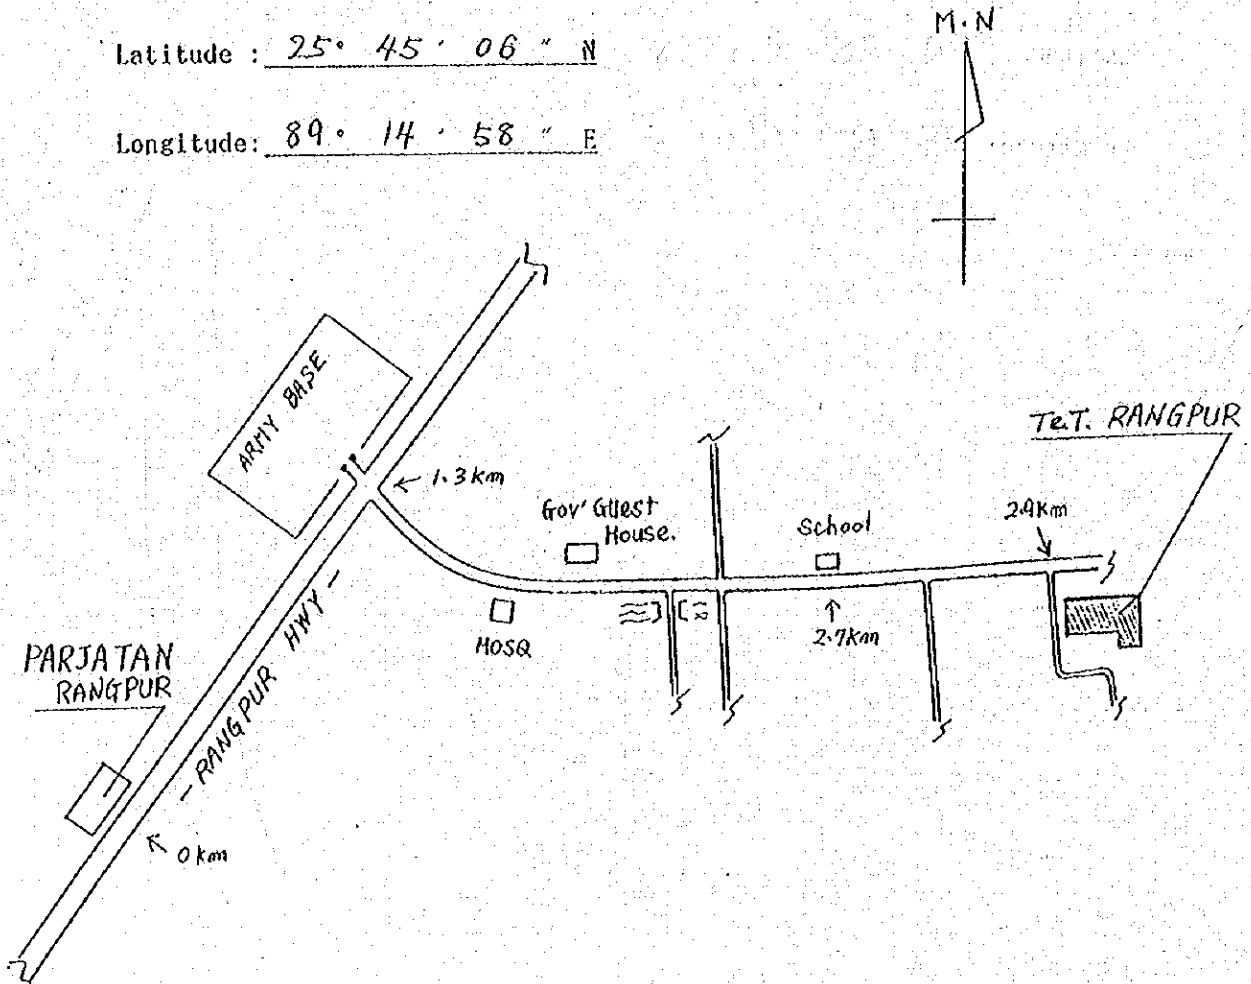 Latitude : 25° 45' 06" N
Longitude: 89° 14' 58" E
M·N
ARMY BASE
1.3km
Gov' Guest
House.
School
2.9km
T&T. RANGPUR
MOSQ
2.7km
PARJATAN
RANGPUR
- RANGPUR HWY -
0km